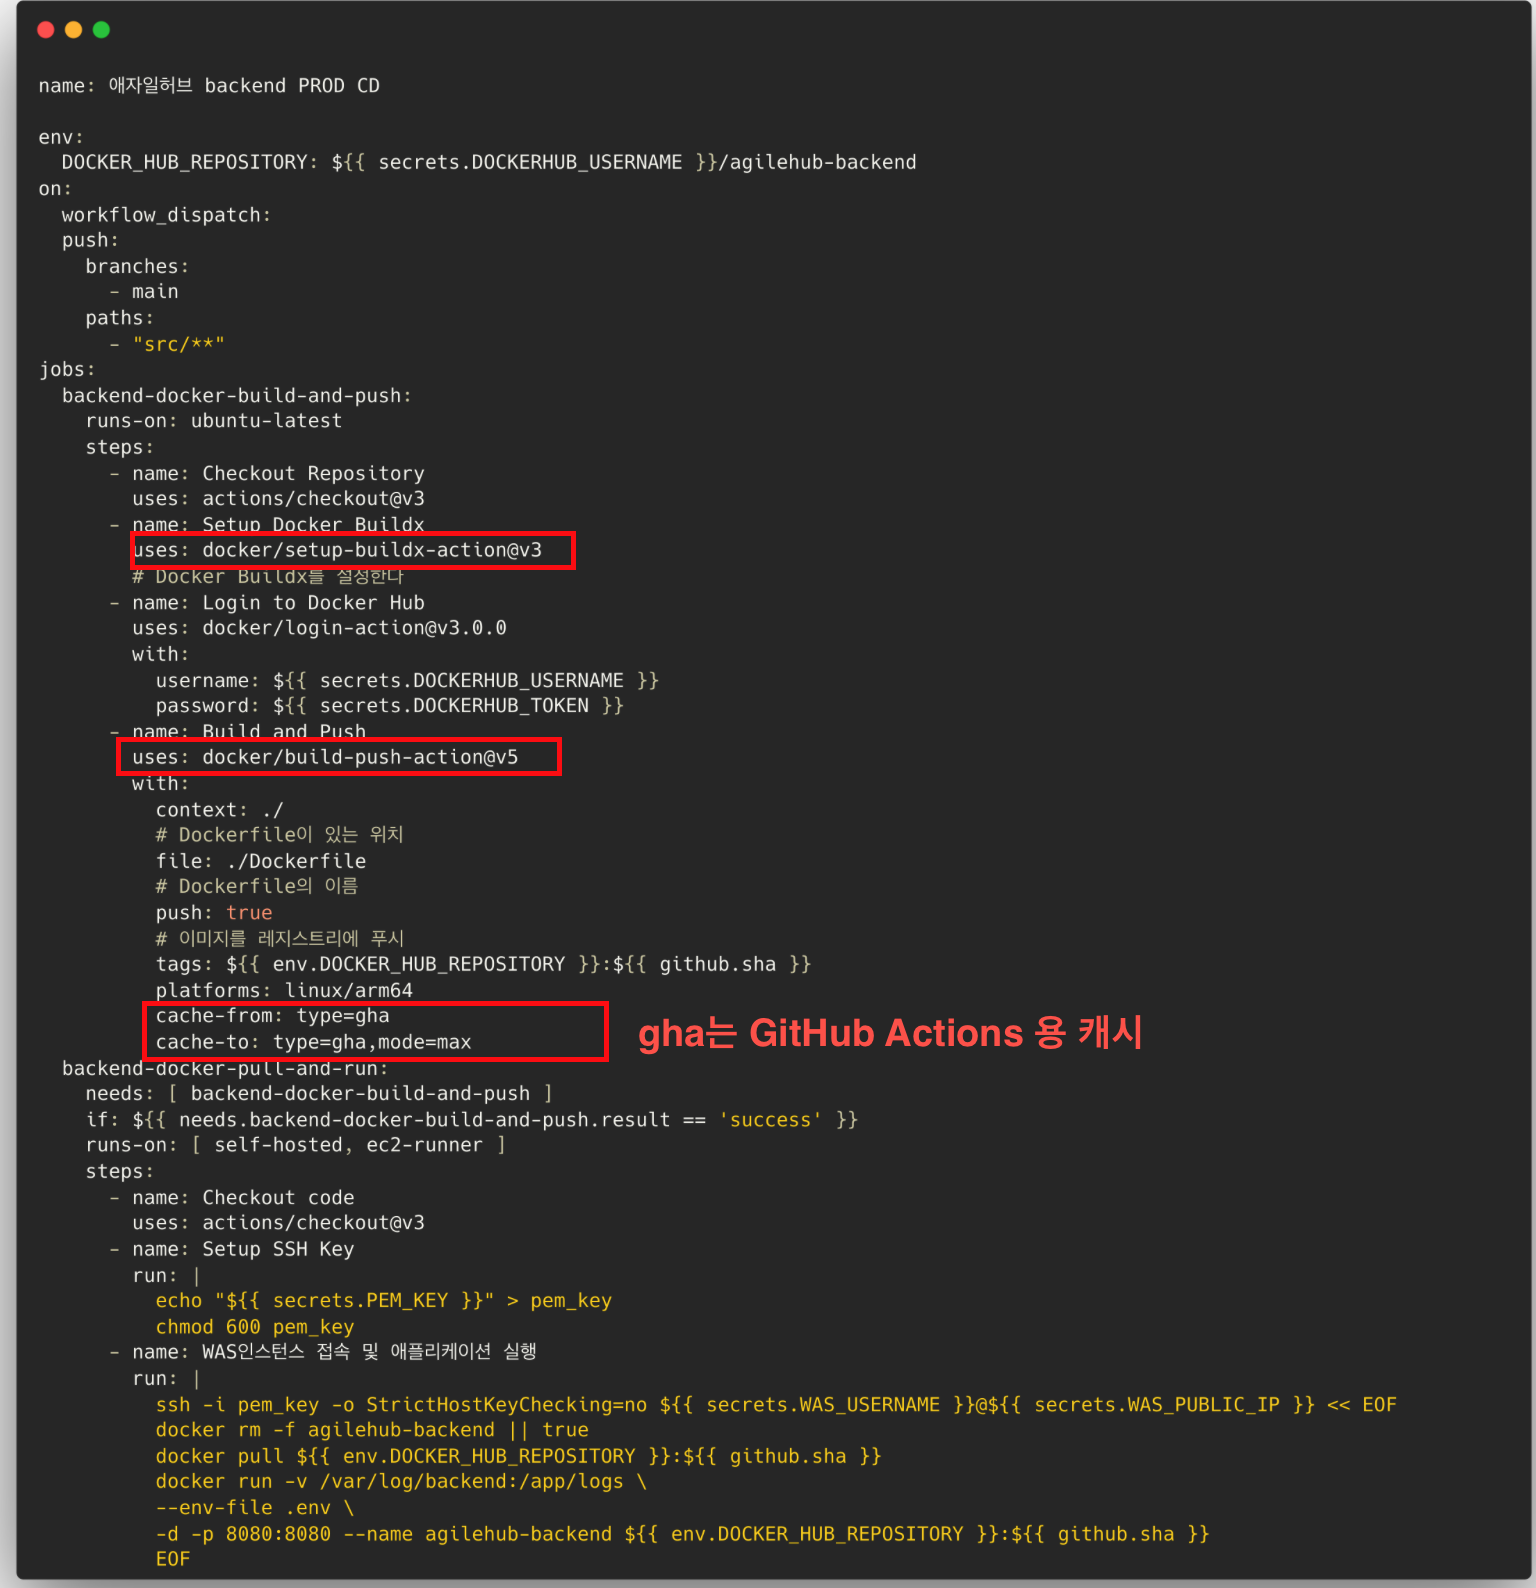 name: 애자일허브 backend PROD CD
env:
DOCKER_HUB_REPOSITORY: ${{ secrets.DOCKERHUB_USERNAME }}/agilehub-backend
on:
workflow_dispatch:
push:
branches:
- main
paths:
- "src/**"
jobs:
backend-docker-build-and-push:
runs-on: ubuntu-latest
steps:
- name: Checkout Repository
uses: actions/checkout@v3
- name: Setup Docker Buildx
uses: docker/setup-buildx-action@v3
# Docker Buildx를 설정한다
- name: Login to Docker Hub
uses: docker/login-action@v3.0.0
with:
username: ${{ secrets.DOCKERHUB_USERNAME }}
password: ${{ secrets.DOCKERHUB_TOKEN }}
- name: Build and Push
uses: docker/build-push-action@v5
with:
context: ./
# Dockerfile이 있는 위치
file: ./Dockerfile
# Dockerfile의 이름
push: true
# 이미지를 레지스트리에 푸시
tags: ${{ env.DOCKER_HUB_REPOSITORY }}:${{ github.sha }}
platforms: linux/arm64
cache-from: type=gha
cache-to: type=gha,mode=max
gha는 GitHub Actions 용 캐시
backend-docker-pull-and-run:
needs: [ backend-docker-build-and-push ]
if: ${{ needs.backend-docker-build-and-push.result == 'success' }}
runs-on: [ self-hosted, ec2-runner ]
steps:
- name: Checkout code
uses: actions/checkout@v3
- name: Setup SSH Key
run: |
echo "${{ secrets.PEM_KEY }}" > pem_key
chmod 600 pem_key
- name: WAS인스턴스 접속 및 애플리케이션 실행
run: |
ssh -i pem_key -o StrictHostKeyChecking=no ${{ secrets.WAS_USERNAME }}@${{ secrets.WAS_PUBLIC_IP }} << EOF
docker rm -f agilehub-backend || true
docker pull ${{ env.DOCKER_HUB_REPOSITORY }}:${{ github.sha }}
docker run -v /var/log/backend:/app/logs \
--env-file .env \
-d -p 8080:8080 --name agilehub-backend ${{ env.DOCKER_HUB_REPOSITORY }}:${{ github.sha }}
EOF